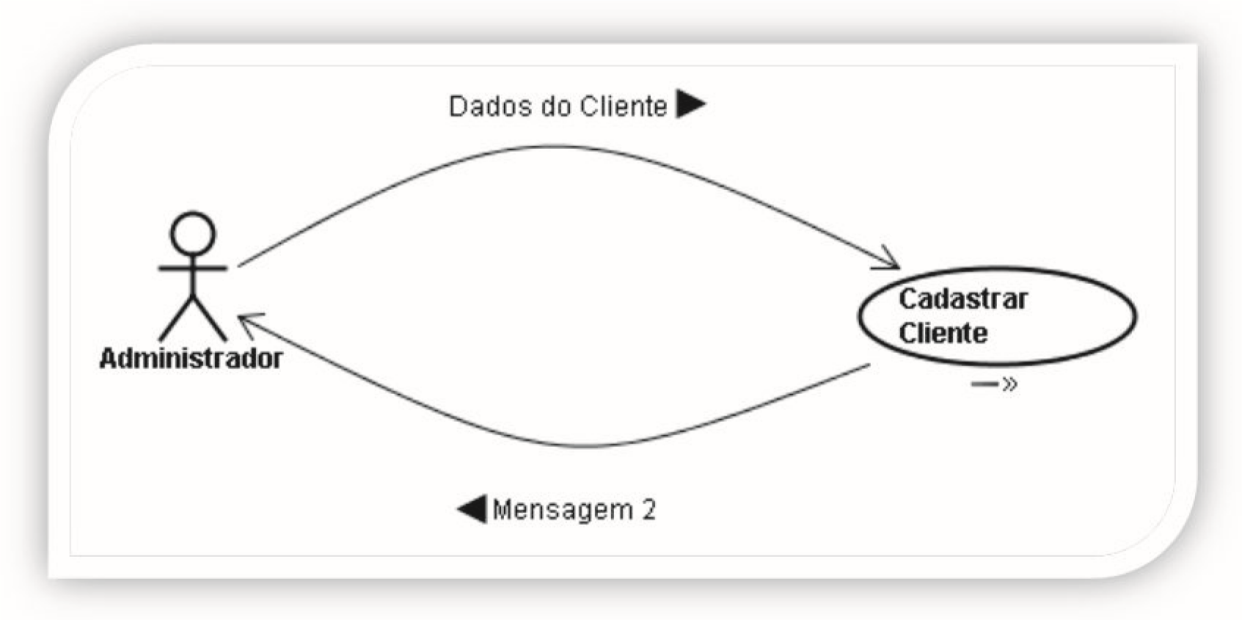 Dados do Cliente ▶
Administrador
Cadastrar
Cliente
—»
◀ Mensagem 2